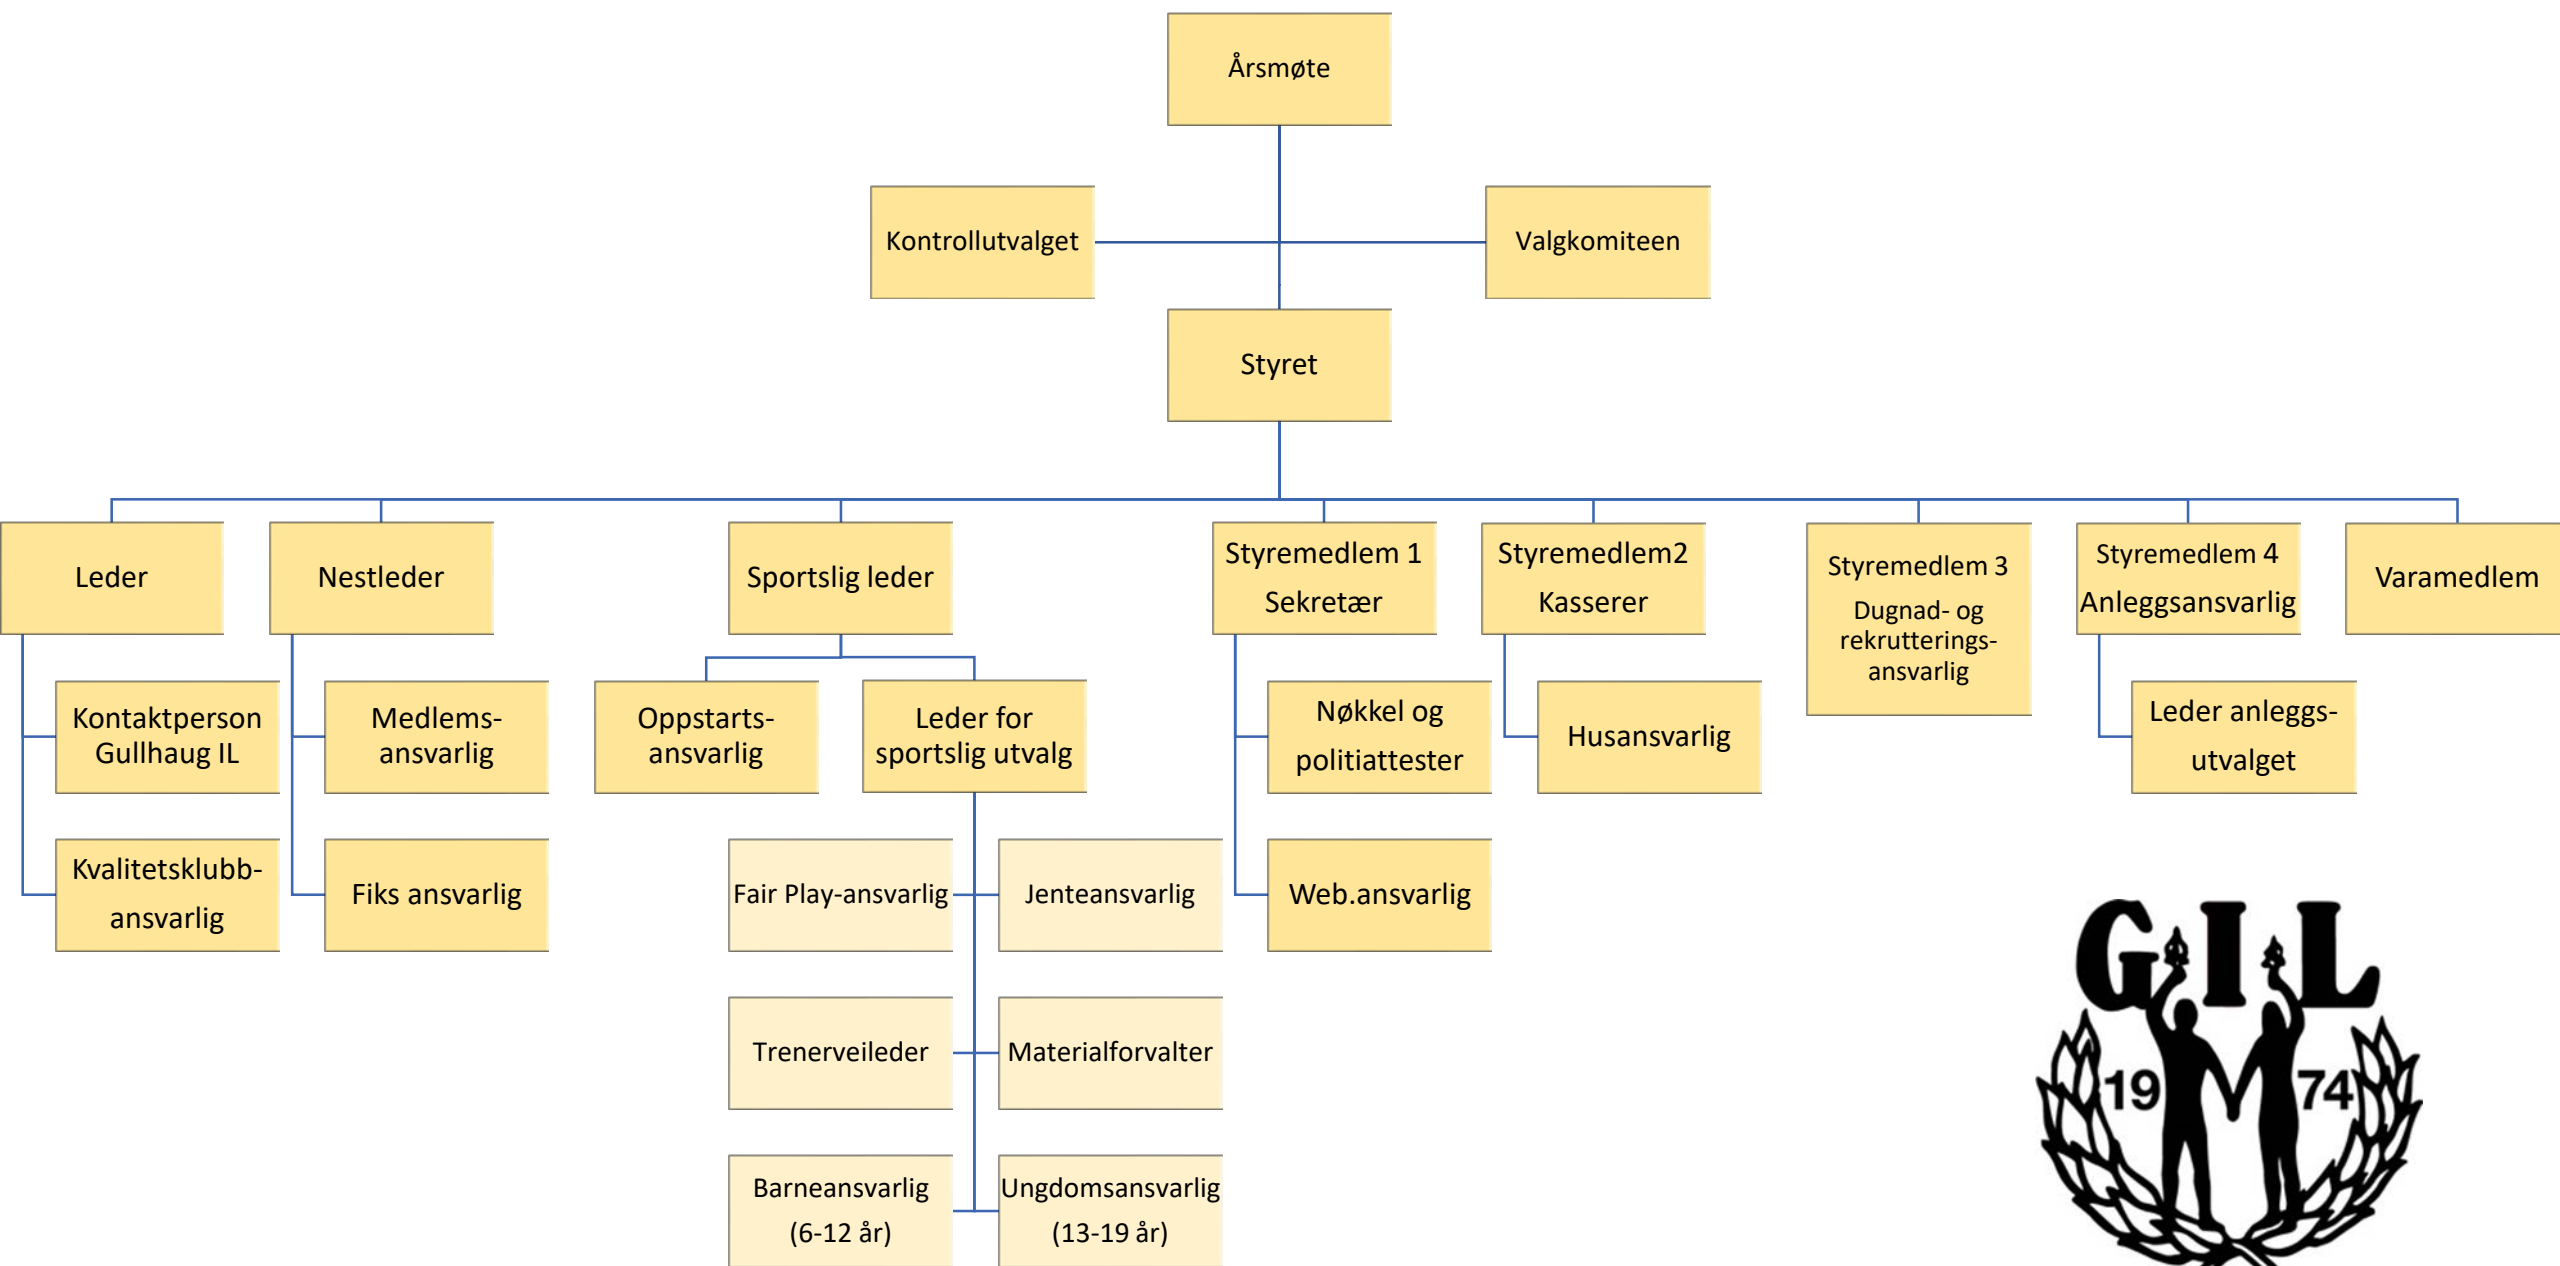 Årsmøte
Kontrollutvalget
Valgkomiteen
Styret
Leder
Kontaktperson
Gullhaug IL
Kvalitetsklubb-
ansvarlig
Nestleder
Medlems-
ansvarlig
Fiks ansvarlig
Sportslig leder
Oppstarts-
ansvarlig
Leder for
sportslig utvalg
Fair Play-ansvarlig
Jenteansvarlig
Trenerveileder
Materialforvalter
Barneansvarlig
(6-12 år)
Ungdomsansvarlig
(13-19 år)
Styremedlem 1
Sekretær
Nøkkel og
politiattester
Web.ansvarlig
Styremedlem2
Kasserer
Husansvarlig
Styremedlem 3
Dugnad- og
rekrutterings-
ansvarlig
Styremedlem 4
Anleggsansvarlig
Leder anleggs-
utvalget
Varamedlem
GIL
19 74